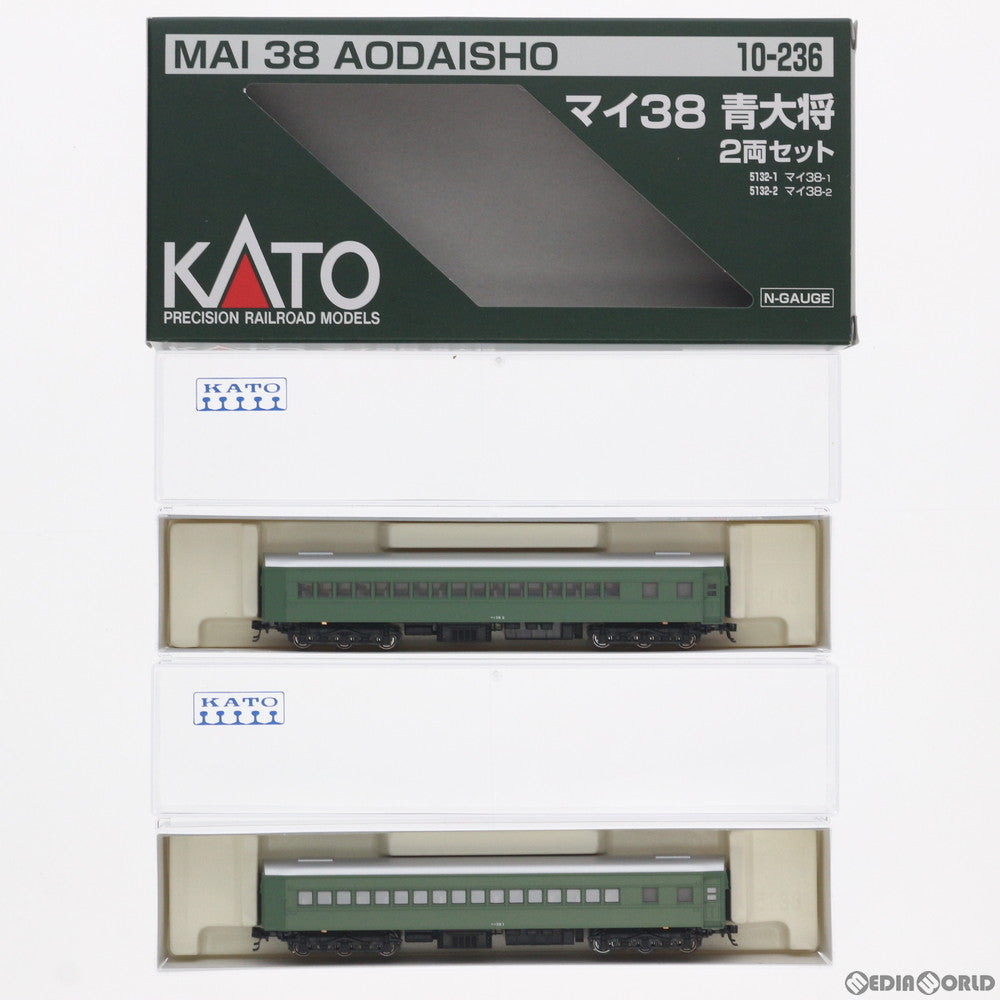 MAI 38 AODAISHO
10-236
マイ38 青大将
2両セット
5132-1 マイ38-1
5132-2 マイ38-2
KATO
PRECISION RAILROAD MODELS
N-GAUGE
KATO
KATO
MEDIAWORLD